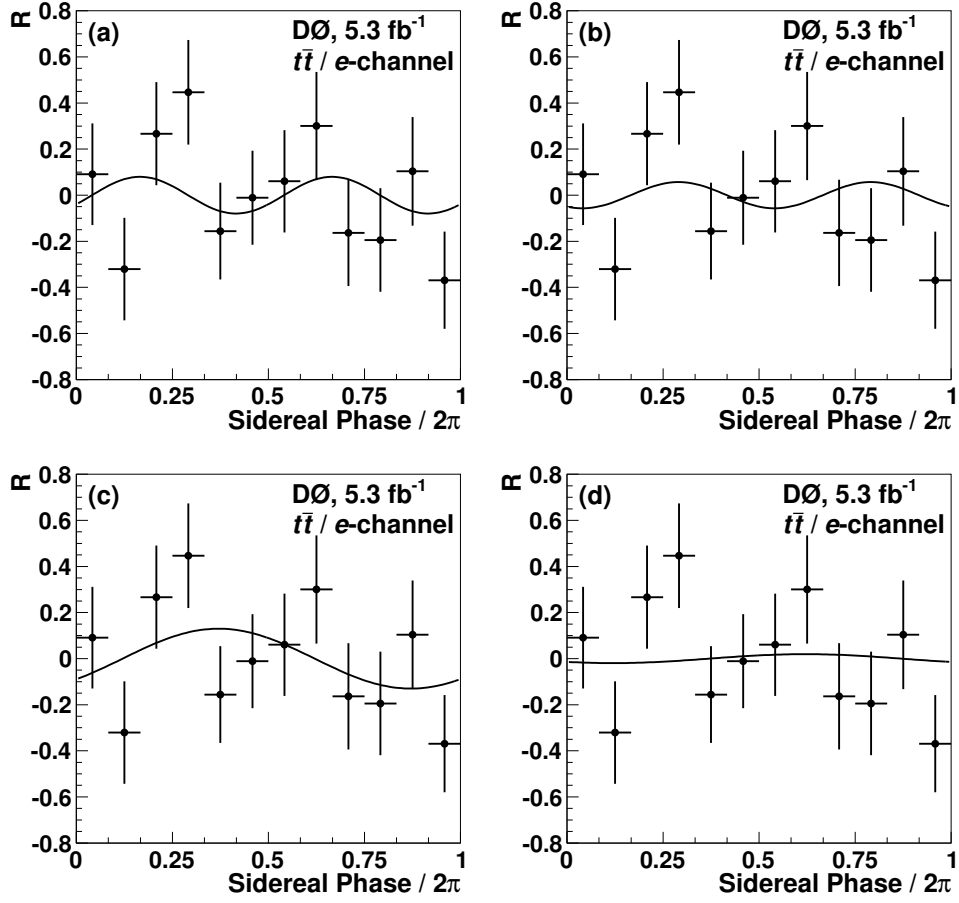 R
0.8
0.6
0.4
0.2
0
-0.2
-0.4
-0.6
-0.8
(a)
DØ, 5.3 fb⁻¹
tt̄ / e-channel
0 0.25 0.5 0.75 1
Sidereal Phase / 2π
R
0.8
0.6
0.4
0.2
0
-0.2
-0.4
-0.6
-0.8
(b)
DØ, 5.3 fb⁻¹
tt̄ / e-channel
0 0.25 0.5 0.75 1
Sidereal Phase / 2π
R
0.8
0.6
0.4
0.2
0
-0.2
-0.4
-0.6
-0.8
(c)
DØ, 5.3 fb⁻¹
tt̄ / e-channel
0 0.25 0.5 0.75 1
Sidereal Phase / 2π
R
0.8
0.6
0.4
0.2
0
-0.2
-0.4
-0.6
-0.8
(d)
DØ, 5.3 fb⁻¹
tt̄ / e-channel
0 0.25 0.5 0.75 1
Sidereal Phase / 2π